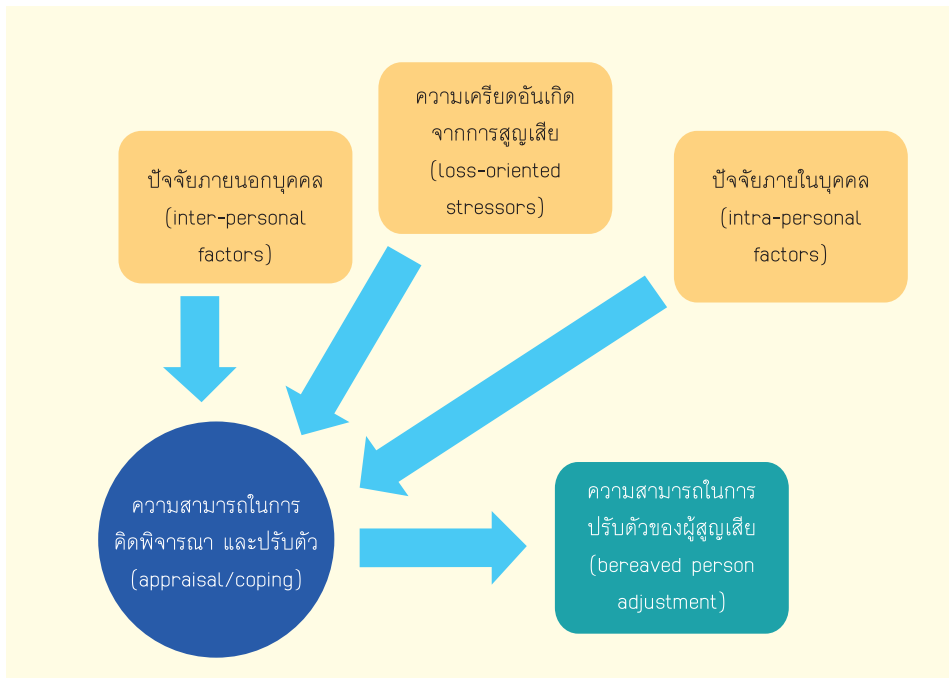 ปัจจัยภายนอกบุคคล
(inter-personal
factors)
ความเครียดอันเกิด
จากการสูญเสีย
(loss-oriented
stressors)
ปัจจัยภายในบุคคล
(intra-personal
factors)
ความสามารถในการ
คิดพิจารณา และปรับตัว
(appraisal/coping)
ความสามารถในการ
ปรับตัวของผู้สูญเสีย
(bereaved person
adjustment)